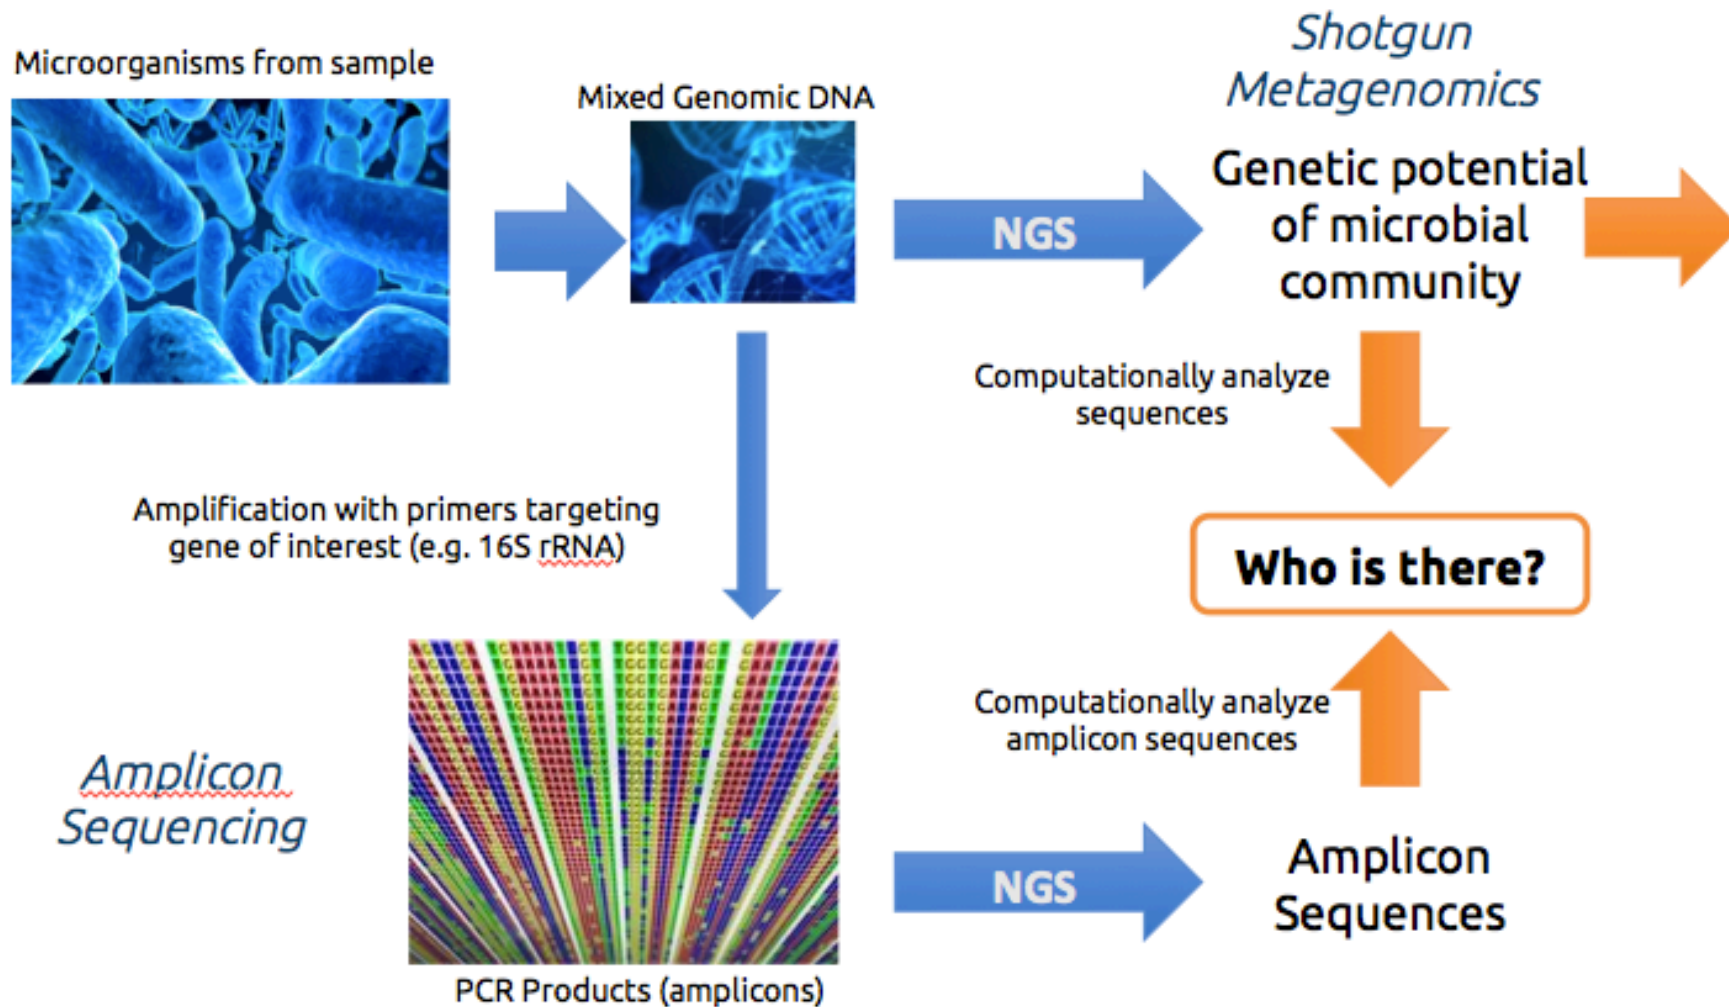 Microorganisms from sample
Mixed Genomic DNA
Shotgun
Metagenomics
NGS
Genetic potential
of microbial
community
Computationally analyze
sequences
Amplification with primers targeting
gene of interest (e.g. 16S rRNA)
Who is there?
Computationally analyze
amplicon sequences
Amplicon
Sequencing
NGS
Amplicon
Sequences
PCR Products (amplicons)